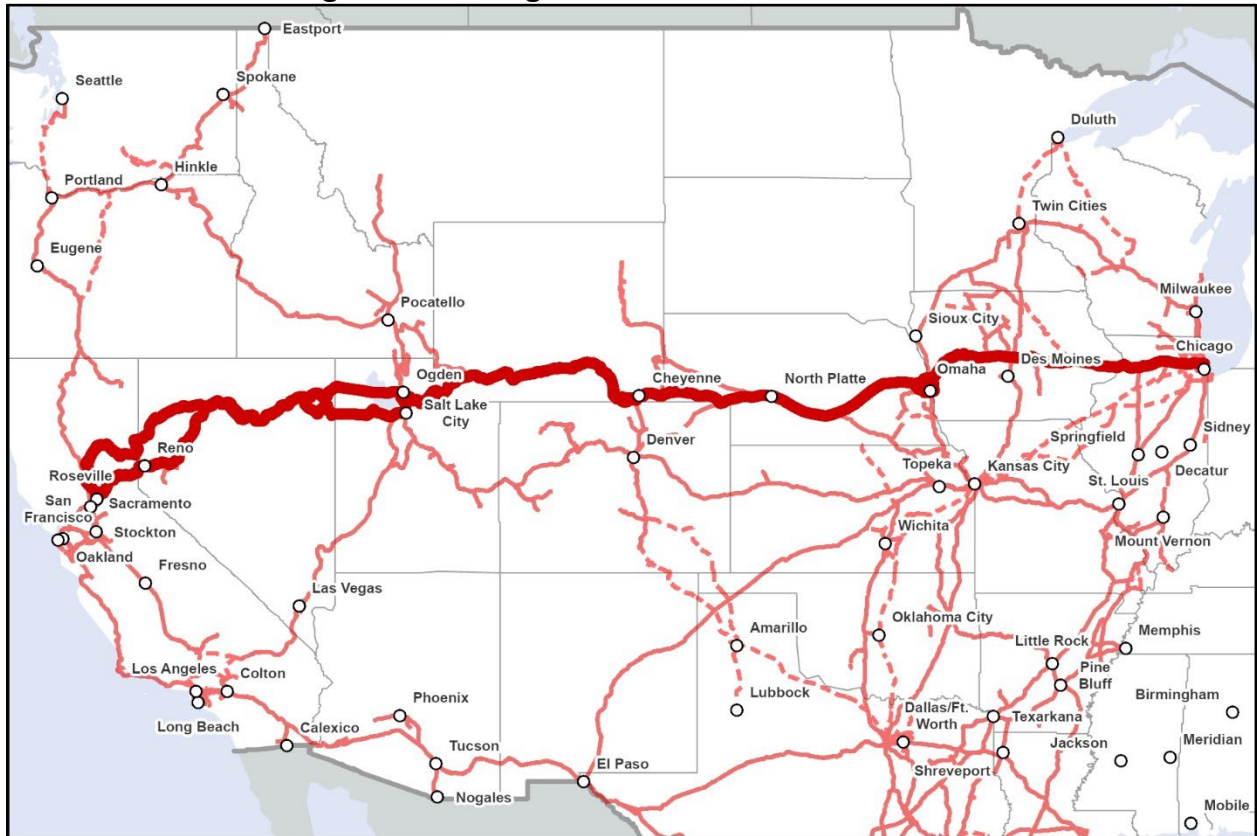 Eastport
Spokane
Seattle
Duluth
Hinkle
Portland
Twin Cities
Eugene
Pocatello
Milwaukee
Sioux City
Chicago
Des Moines
Ogden
Cheyenne
North Platte
Omaha
Salt Lake
City
Denver
Sidney
Springfield
Reno
Roseville
Topeka
Kansas City
Decatur
St. Louis
San
Francisco
Sacramento
Stockton
Wichita
Mount Vernon
Oakland
Fresno
Las Vegas
Oklahoma City
Amarillo
Little Rock
Memphis
Los Angeles
Colton
Pine
Bluff
Phoenix
Lubbock
Birmingham
Long Beach
Calexico
Dallas/Ft.
Worth
Texarkana
Tucson
Jackson
Meridian
El Paso
Shreveport
Nogales
Mobile